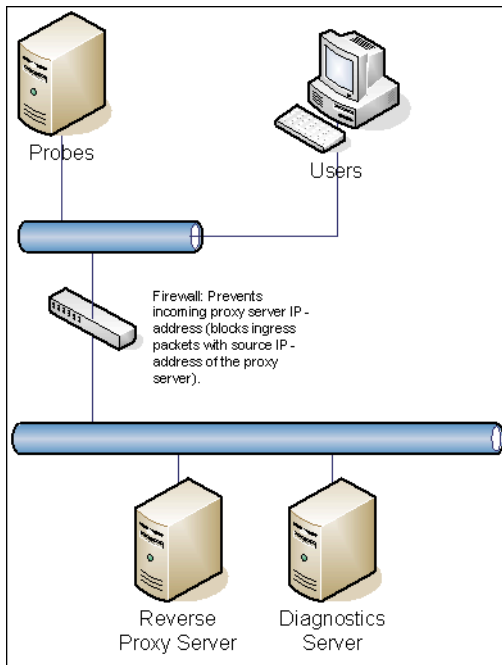 Probes
Users
Firewall: Prevents
incoming proxy server IP -
address (blocks ingress
packets with source IP -
address of the proxy
server).
Reverse
Proxy Server
Diagnostics
Server